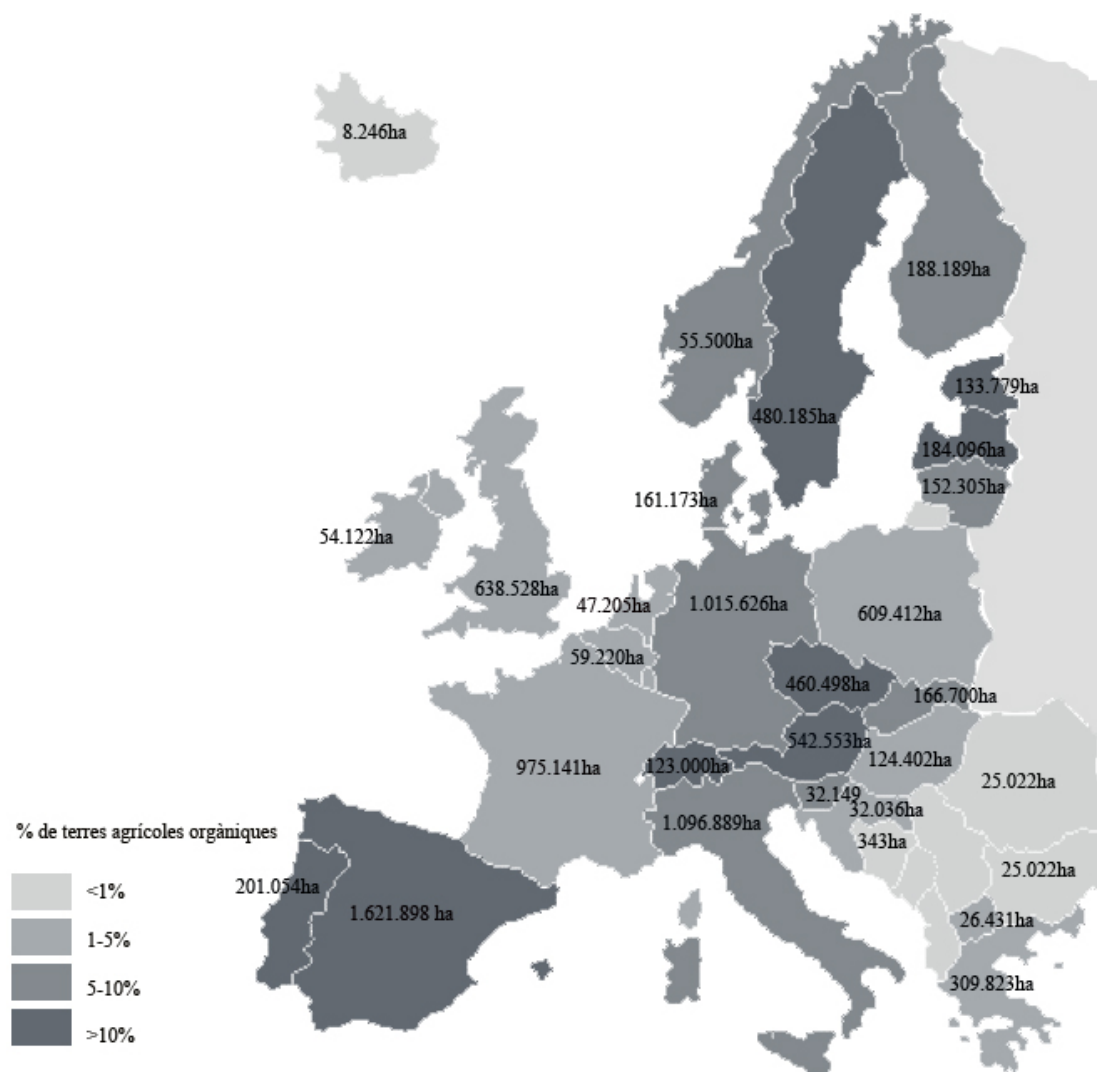 8.246ha
188.189ha
55.500ha
133.779ha
480.185ha
184.096ha
152.305ha
161.173ha
54.122ha
638.528ha
47.205ha
1.015.626ha
609.412ha
59.220ha
460.498ha
166.700ha
542.553ha
124.402ha
975.141ha
123.000ha
25.022ha
32.149
32.036ha
1.096.889ha
343ha
% de terres agrícoles orgàniques
<1%
1-5%
5-10%
>10%
201.054ha
1.621.898 ha
25.022ha
26.431ha
309.823ha